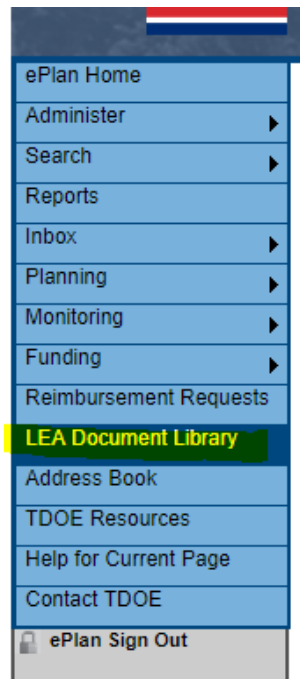 ePlan Home
Administer
Search
Reports
Inbox
Planning
Monitoring
Funding
Reimbursement Requests
LEA Document Library
Address Book
TDOE Resources
Help for Current Page
Contact TDOE
ePlan Sign Out